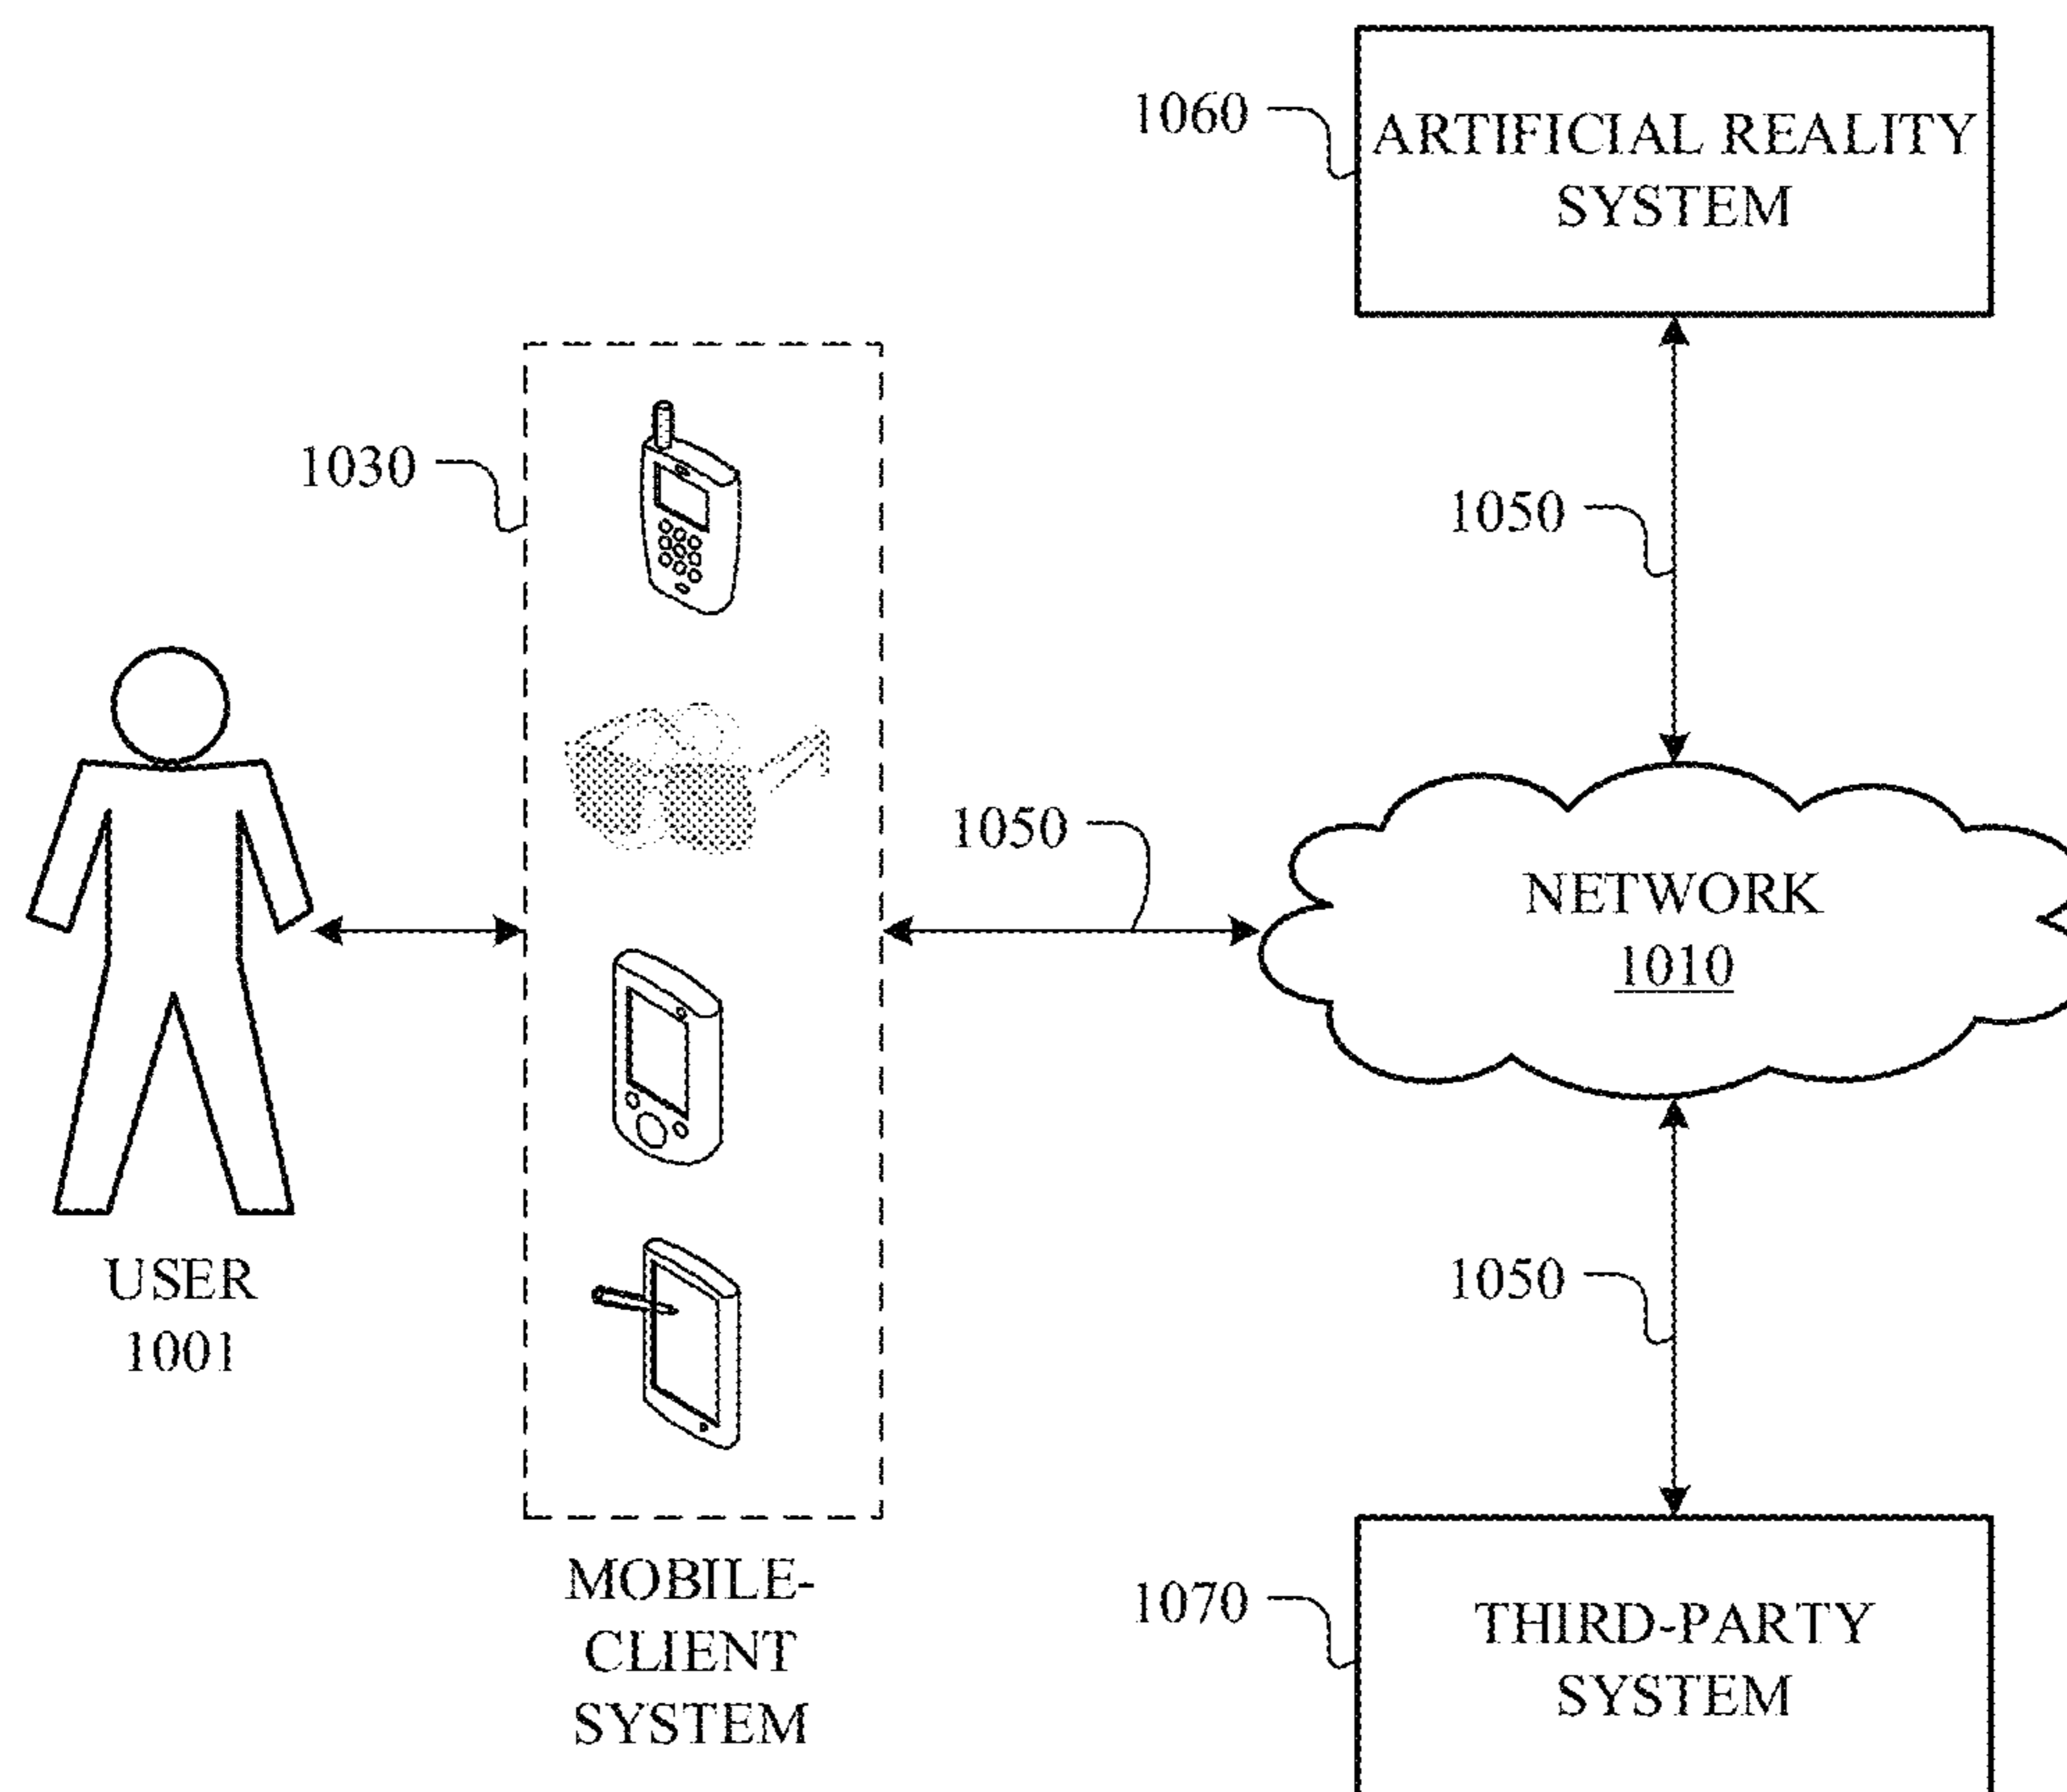 1060
ARTIFICIAL REALITY
SYSTEM
1030
1050
1050
NETWORK
1010
USER
1001
1050
MOBILE-
CLIENT
SYSTEM
1070
THIRD-PARTY
SYSTEM